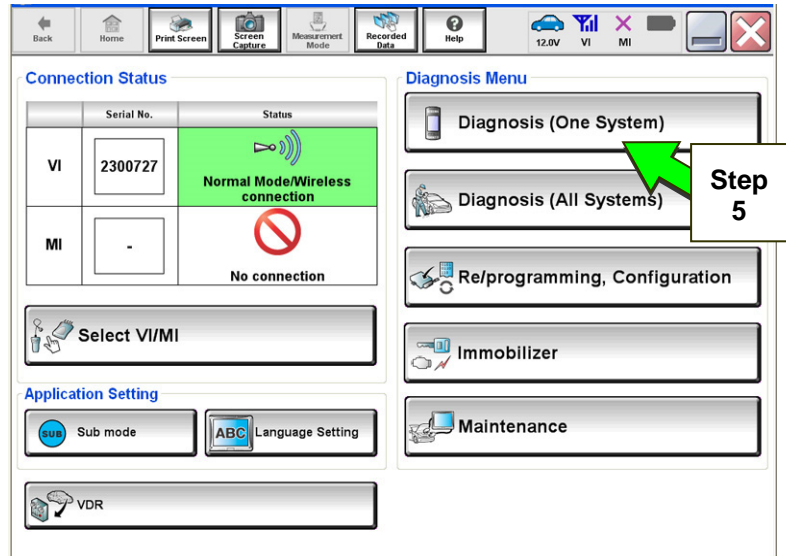 Back
Home
Print Screen
Screen
Capture
Measurement
Mode
Recorded
Data
Help
12.0V
VI
MI
Connection Status
Serial No.
Status
VI
2300727
Normal Mode/Wireless
connection
MI
-
No connection
Select VI/MI
Application Setting
SUB
Sub mode
ABC
Language Setting
VDR
Diagnosis Menu
Diagnosis (One System)
Diagnosis (All Systems)
Re/programming, Configuration
Immobilizer
Maintenance
Step
5